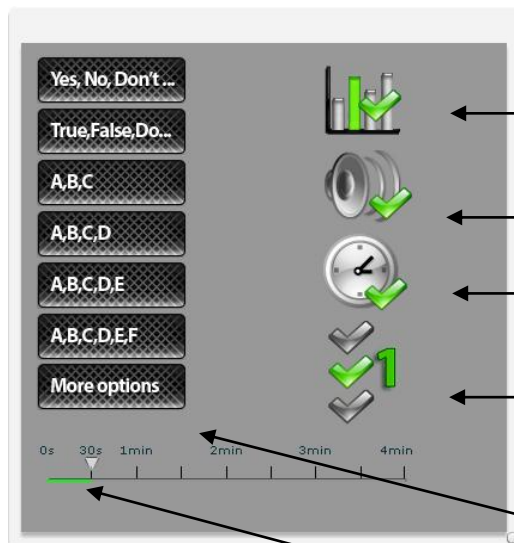 Yes, No, Don't ...
True,False,Do...
A,B,C
A,B,C,D
A,B,C,D,E
A,B,C,D,E,F
More options
1
0s 30s 1min 2min 3min 4min